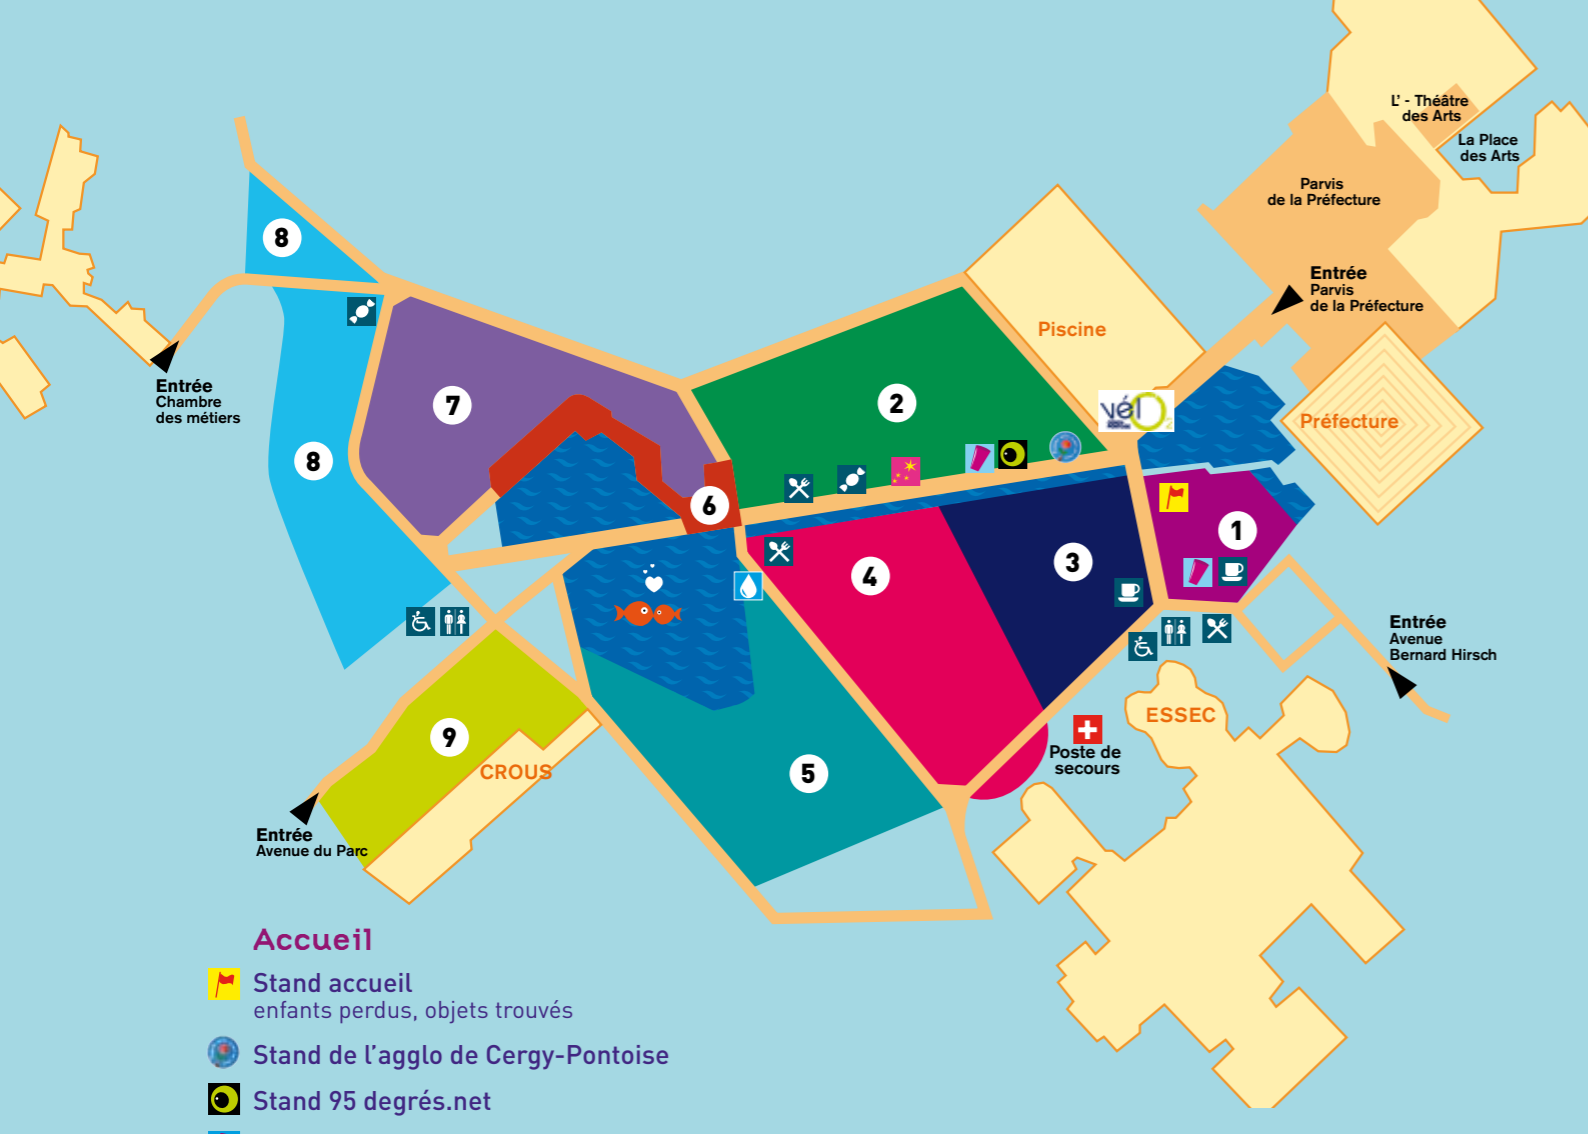 L' - Théâtre
des Arts
La Place
des Arts
Parvis
de la Préfecture
8
Entrée
Parvis
de la Préfecture
Piscine
Entrée
Chambre
des métiers
7
2
vélO2
Préfecture
8
6
1
4
3
Entrée
Avenue
Bernard Hirsch
ESSEC
9
Poste de
secours
CROUS
5
Entrée
Avenue du Parc
Accueil
Stand accueil
enfants perdus, objets trouvés
Stand de l'agglo de Cergy-Pontoise
Stand 95 degrés.net